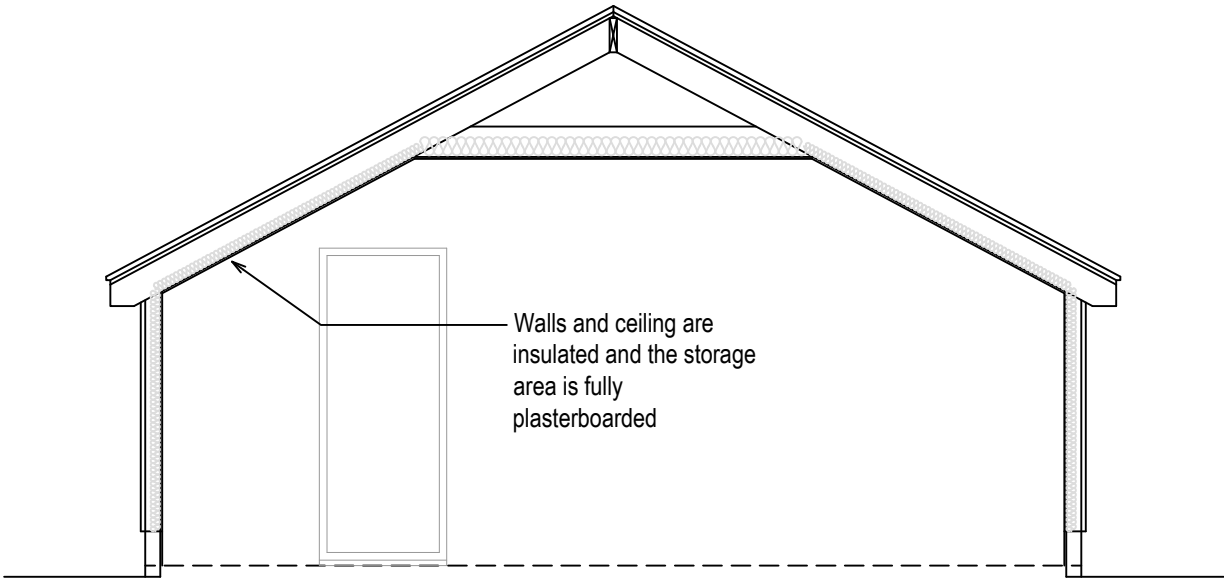 Walls and ceiling are
insulated and the storage
area is fully
plasterboarded